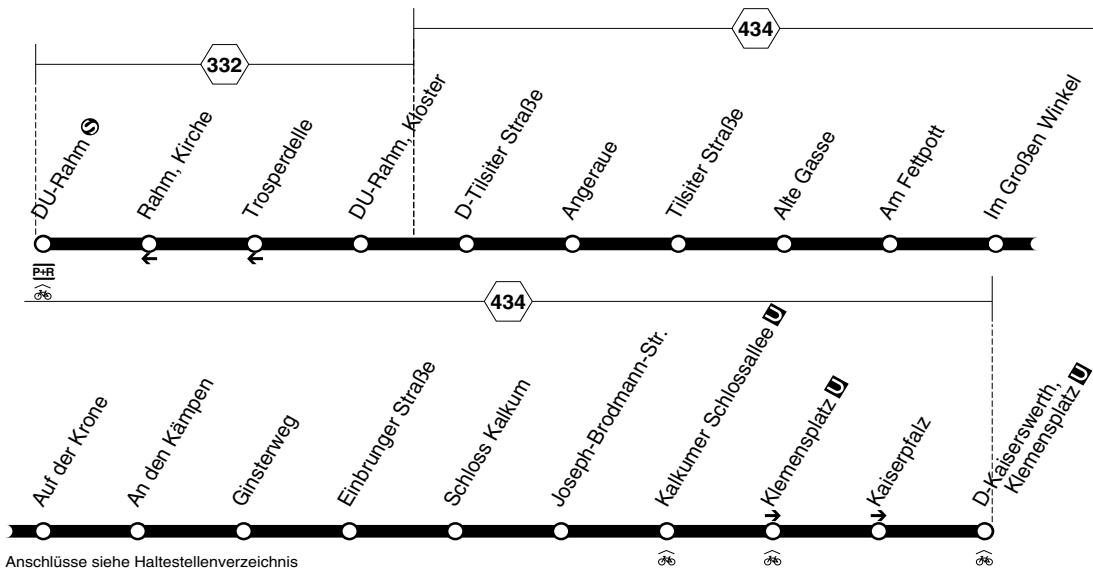 434
332
DU-Rahm S
Rahm, Kirche
Trosperdelle
DU-Rahm, Kloster
D-Tilsiter Straße
Angeraue
Tilsiter Straße
Alte Gasse
Am Fettpott
Im Großen Winkel
P+R
434
Auf der Krone
An den Kämpen
Ginsterweg
Einbrunger Straße
Schloss Kalkum
Joseph-Brodmann-Str.
Kalkumer Schlossallee U
Klemensplatz U
Kaiserpfalz
D-Kaiserswerth,
Klemensplatz U
Anschlüsse siehe Haltestellenverzeichnis